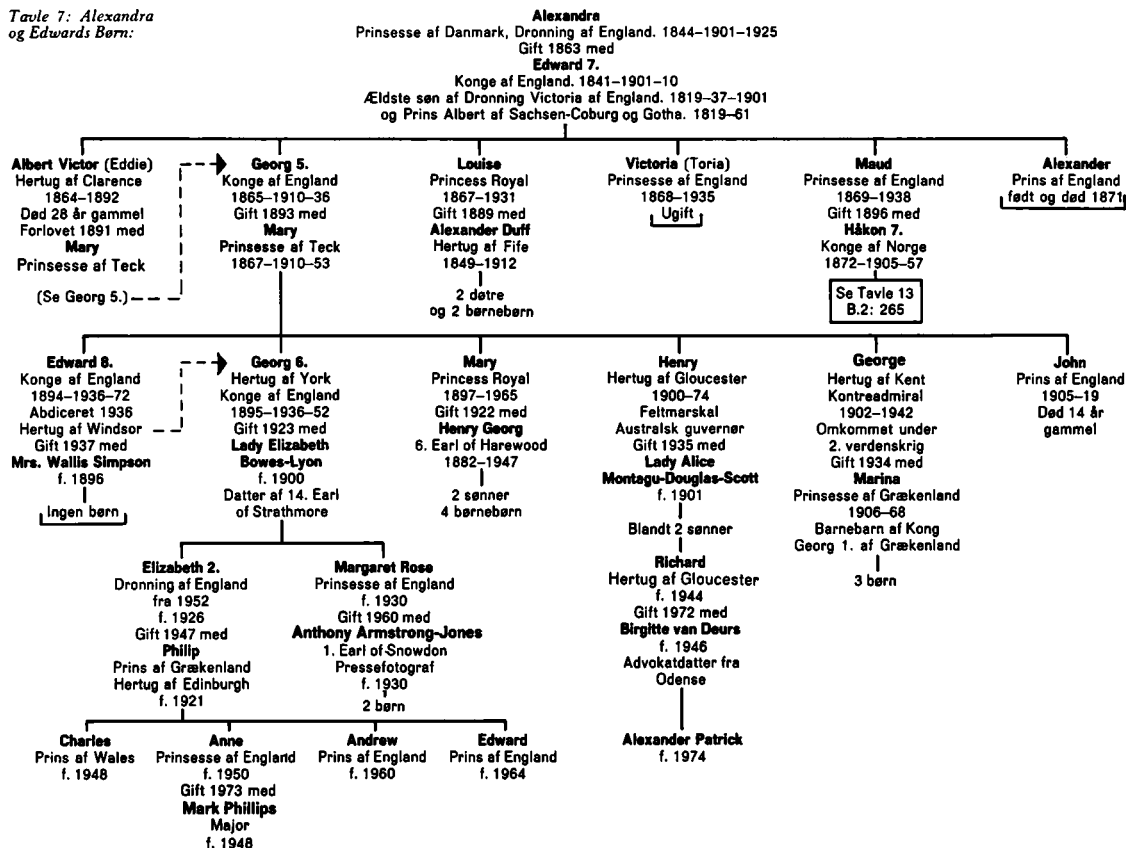 Tavle 7: Alexandra
og Edwards Børn:
Alexandra
Prinsesse af Danmark, Dronning af England. 1844–1901–1925
Gift 1863 med
Edward 7.
Konge af England. 1841–1901–10
Ældste søn af Dronning Victoria af England. 1819–37–1901
og Prins Albert af Sachsen-Coburg og Gotha. 1819–61
Albert Victor (Eddie)
Hertug af Clarence
1864–1892
Død 28 år gammel
Forlovet 1891 med
Mary
Prinsesse af Teck
(Se Georg 5.)
Georg 5.
Konge af England
1865–1910–36
Gift 1893 med
Mary
Prinsesse af Teck
1867–1910–53
Louise
Princess Royal
1867–1931
Gift 1889 med
Alexander Duff
Hertug af Fife
1849–1912
2 døtre
og 2 børnebørn
Victoria (Toria)
Prinsesse af England
1868–1935
Ugift
Maud
Prinsesse af England
1869–1938
Gift 1896 med
Håkon 7.
Konge af Norge
1872–1905–57
Se Tavle 13
B.2: 265
Alexander
Prins af England
født og død 1871
Edward 8.
Konge af England
1894–1936–72
Abdiceret 1936
Hertug af Windsor
Gift 1937 med
Mrs. Wallis Simpson
f. 1896
Ingen børn
Georg 6.
Hertug af York
Konge af England
1895–1936–52
Gift 1923 med
Lady Elizabeth
Bowes-Lyon
f. 1900
Datter af 14. Earl
of Strathmore
Mary
Princess Royal
1897–1965
Gift 1922 med
Henry Georg
6. Earl of Harewood
1882–1947
2 sønner
4 børnebørn
Henry
Hertug af Gloucester
1900–74
Feltmarskal
Australsk guvernør
Gift 1935 med
Lady Alice
Montagu-Douglas-Scott
f. 1901
Blandt 2 sønner
Richard
Hertug af Gloucester
f. 1944
Gift 1972 med
Birgitte van Deurs
f. 1946
Advokatdatter fra
Odense
Alexander Patrick
f. 1974
George
Hertug af Kent
Kontreadmiral
1902–1942
Omkommet under
2. verdenskrig
Gift 1934 med
Marina
Prinsesse af Grækenland
1906–68
Barnebarn af Kong
Georg 1. af Grækenland
3 børn
John
Prins af England
1905–19
Død 14 år
gammel
Elizabeth 2.
Dronning af England
fra 1952
f. 1926
Gift 1947 med
Philip
Prins af Grækenland
Hertug af Edinburgh
f. 1921
Margaret Rose
Prinsesse af England
f. 1930
Gift 1960 med
Anthony Armstrong-Jones
1. Earl of Snowdon
Pressefotograf
f. 1930
2 børn
Charles
Prins af Wales
f. 1948
Anne
Prinsesse af England
f. 1950
Gift 1973 med
Mark Phillips
Major
f. 1948
Andrew
Prins af England
f. 1960
Edward
Prins af England
f. 1964